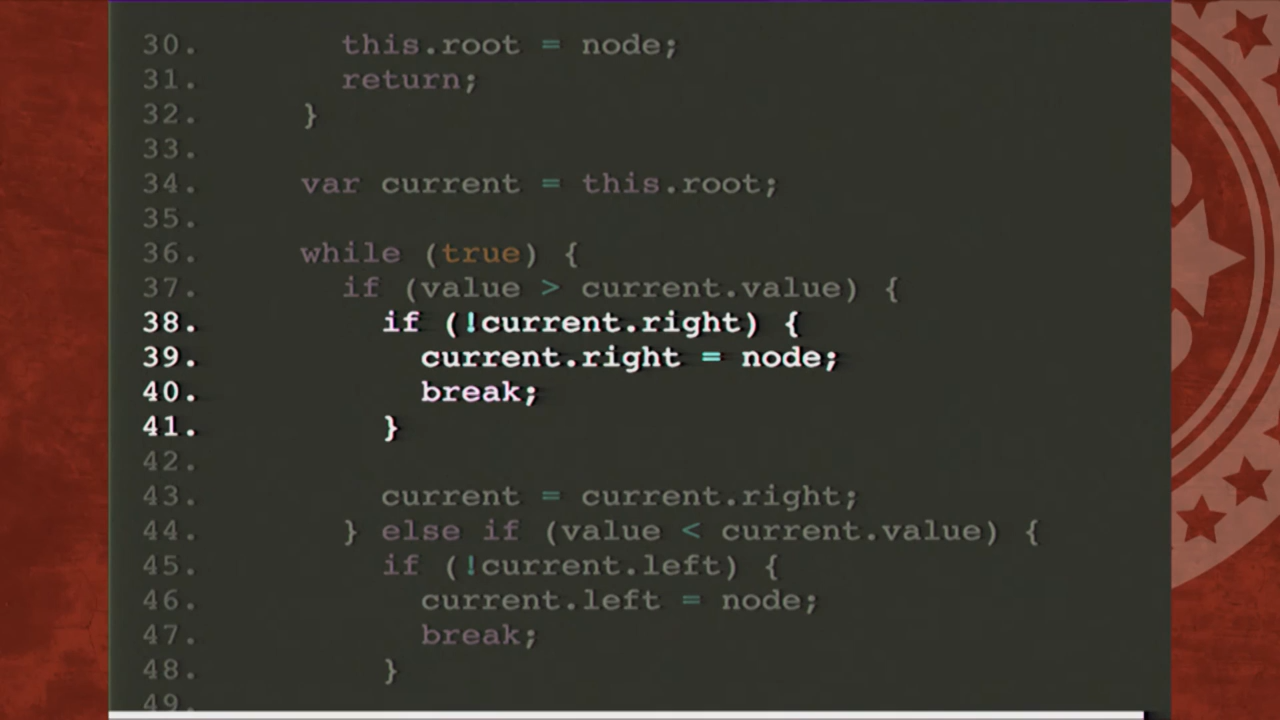 30. this.root = node;
31. return;
32. }
33.
34. var current = this.root;
35.
36. while (true) {
37. if (value > current.value) {
38. if (!current.right) {
39. current.right = node;
40. break;
41. }
42.
43. current = current.right;
44. } else if (value < current.value) {
45. if (!current.left) {
46. current.left = node;
47. break;
48. }
49.